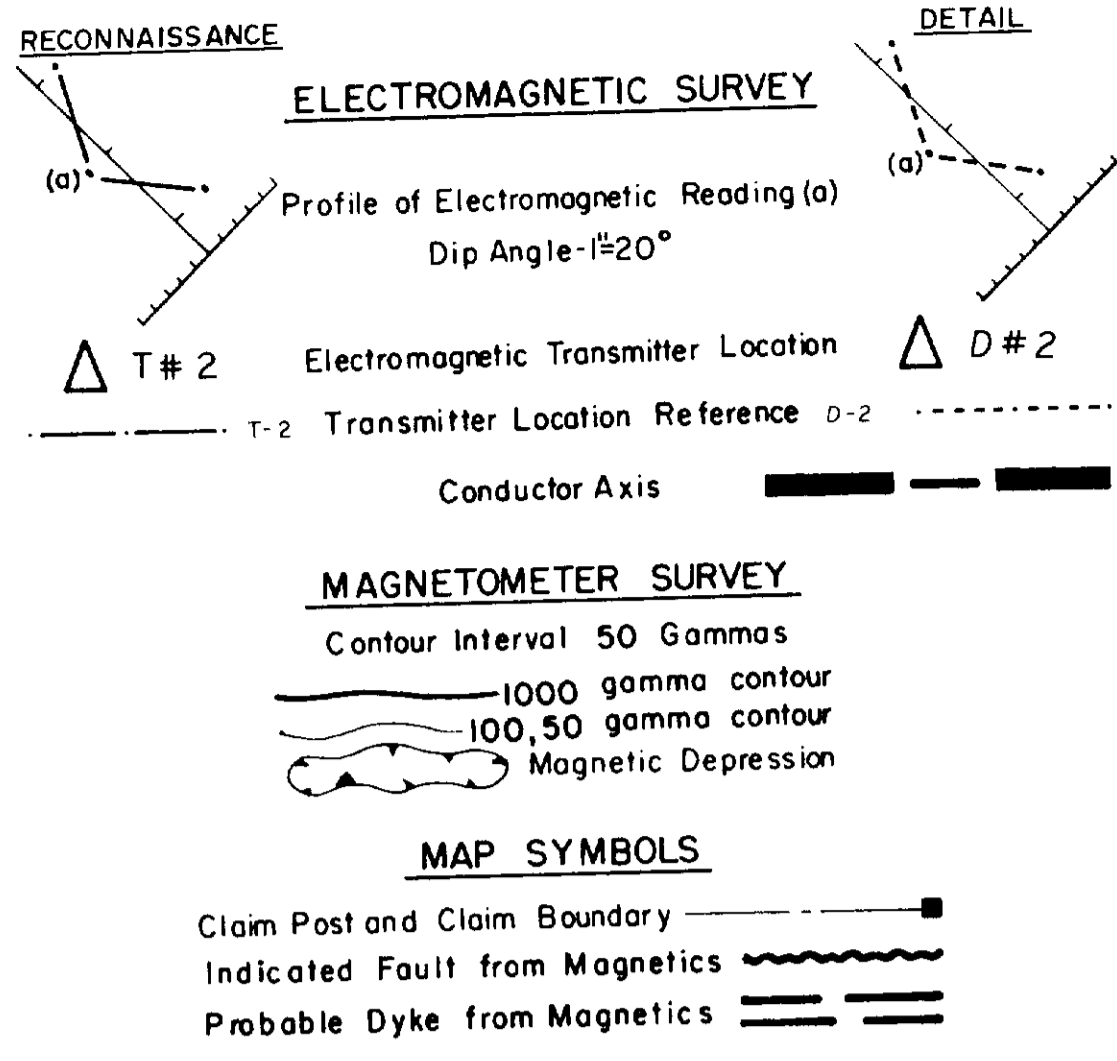 RECONNAISSANCE
DETAIL
ELECTROMAGNETIC SURVEY
(a)
(a)
Profile of Electromagnetic Reading (a)
Dip Angle-1"=20°
T# 2
Electromagnetic Transmitter Location
D# 2
T-2 Transmitter Location Reference D-2
Conductor Axis
MAGNETOMETER SURVEY
Contour Interval 50 Gammas
1000 gamma contour
100,50 gamma contour
Magnetic Depression
MAP SYMBOLS
Claim Post and Claim Boundary
Indicated Fault from Magnetics
Probable Dyke from Magnetics